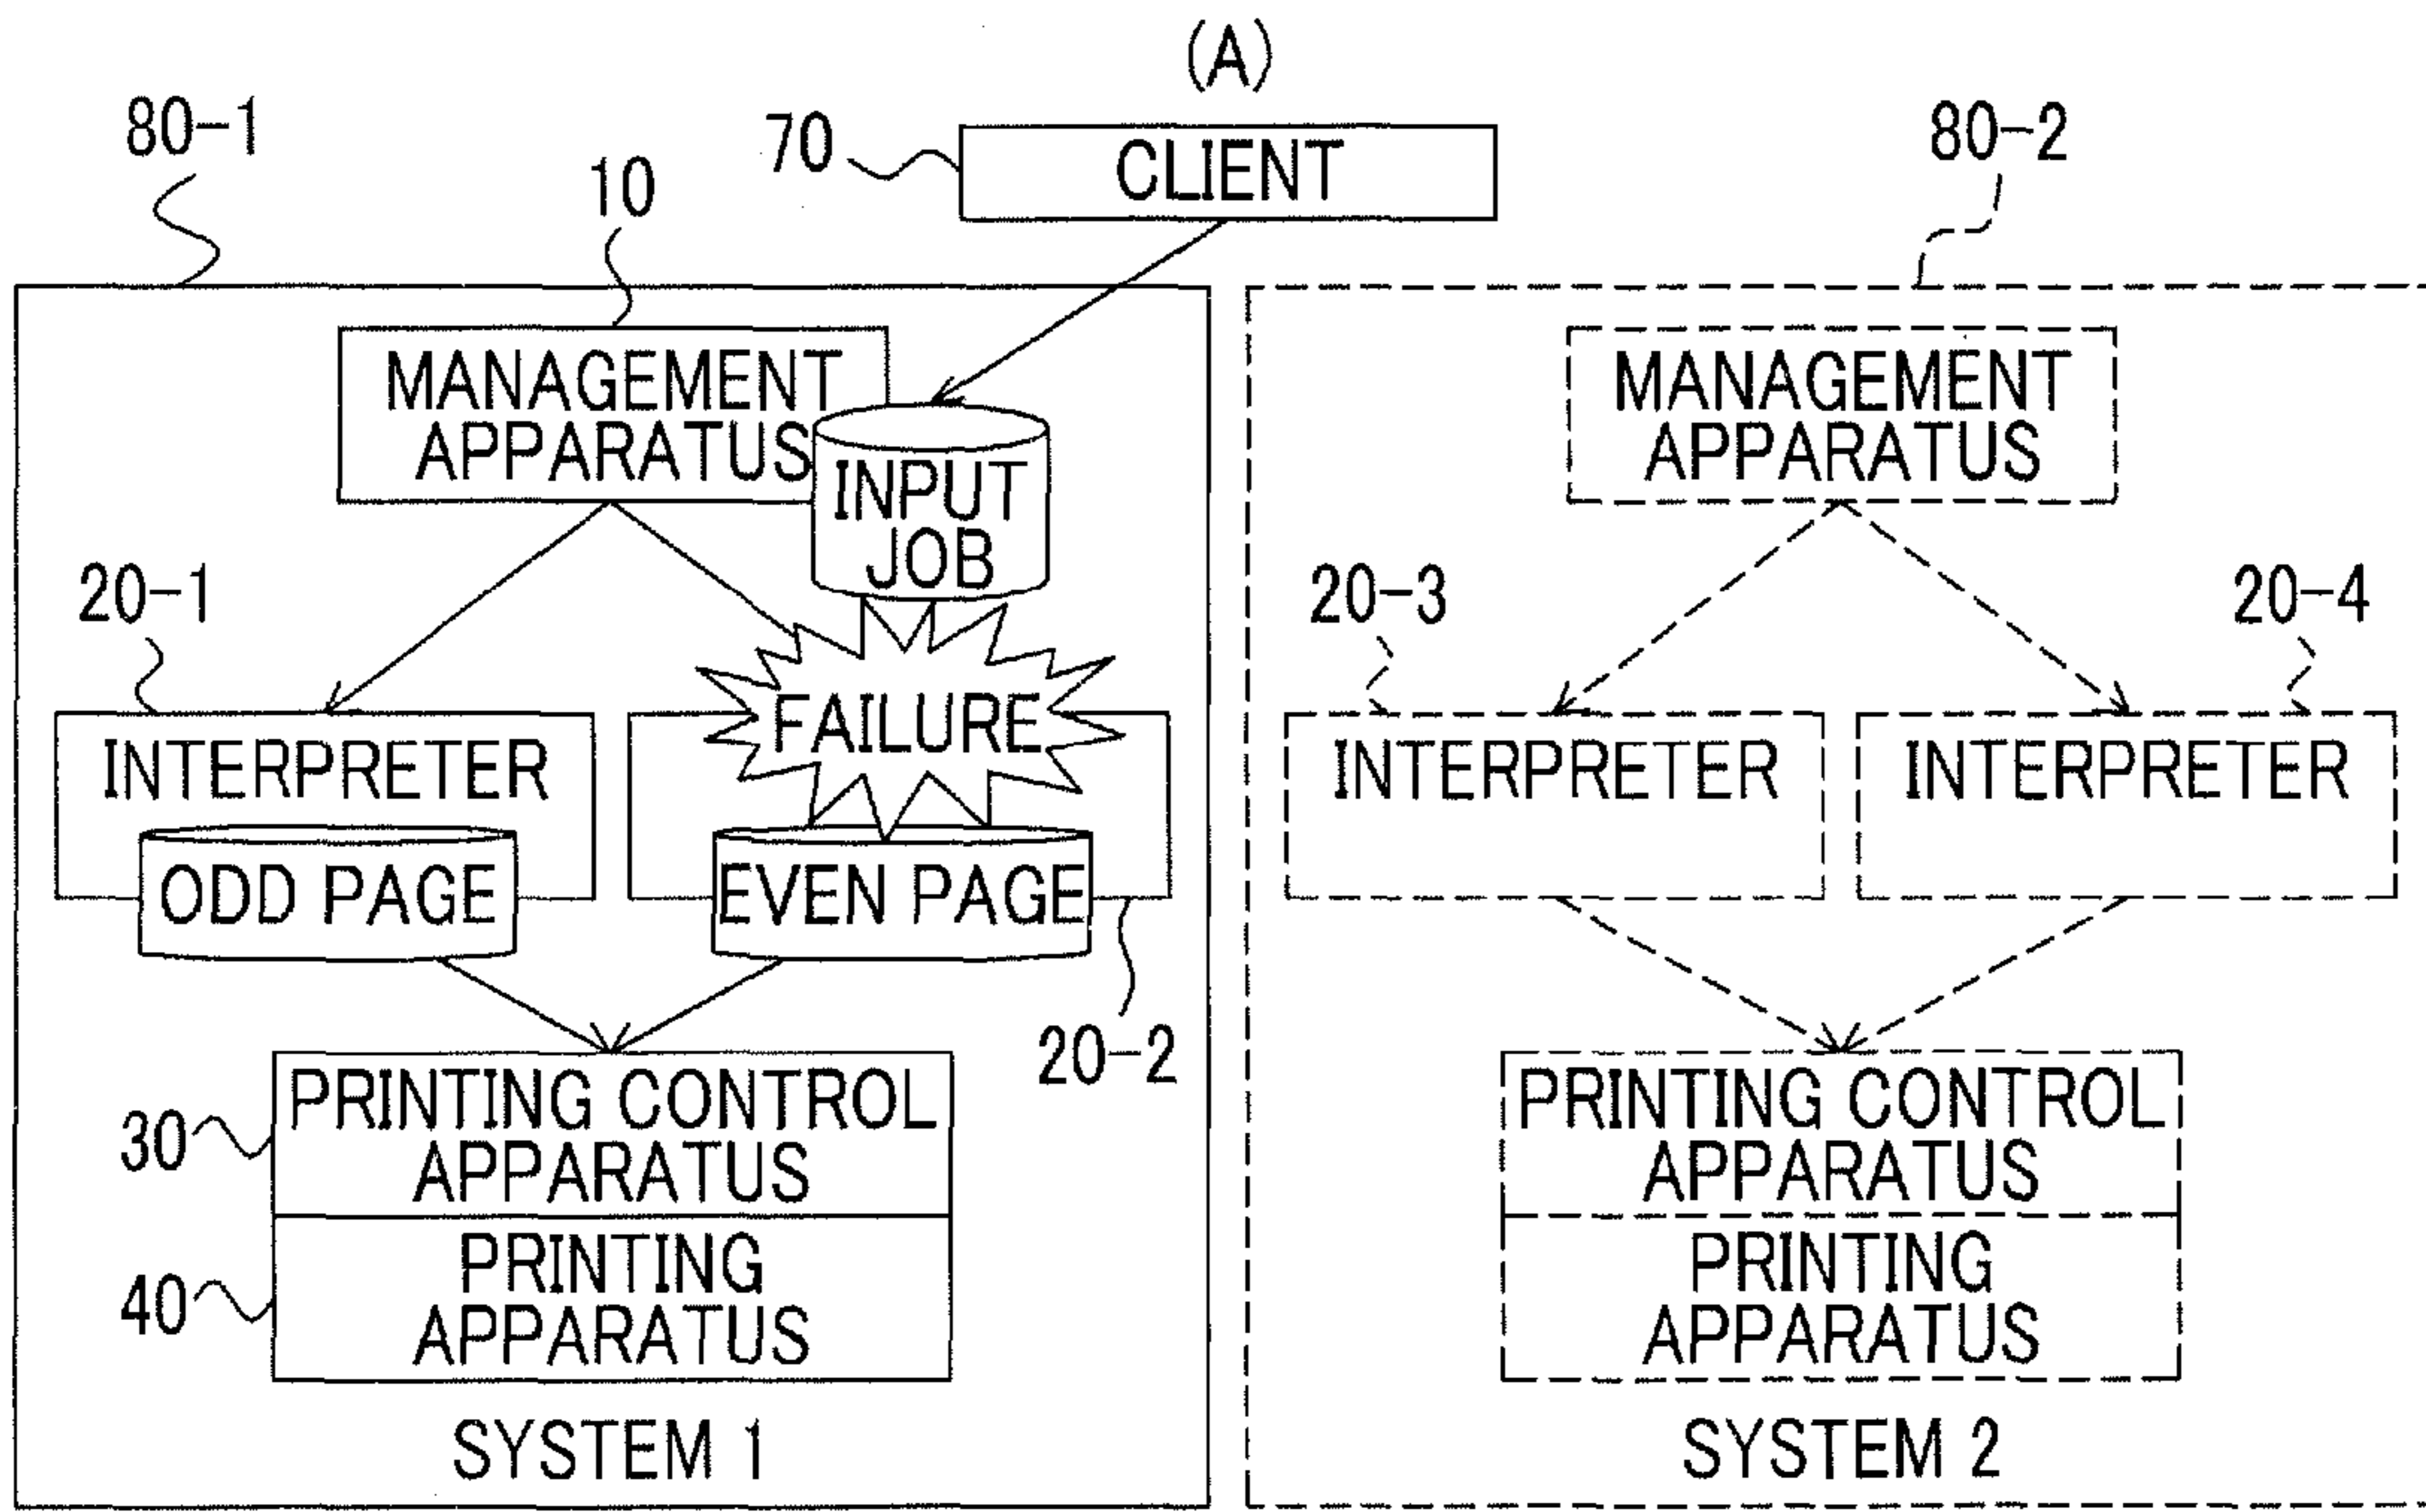 (A)
80-1
70
CLIENT
80-2
10
MANAGEMENT
APPARATUS
INPUT
JOB
MANAGEMENT
APPARATUS
20-1
20-3
20-4
INTERPRETER
FAILURE
INTERPRETER
INTERPRETER
ODD PAGE
EVEN PAGE
20-2
30
PRINTING CONTROL
APPARATUS
PRINTING CONTROL
APPARATUS
40
PRINTING
APPARATUS
PRINTING
APPARATUS
SYSTEM 1
SYSTEM 2